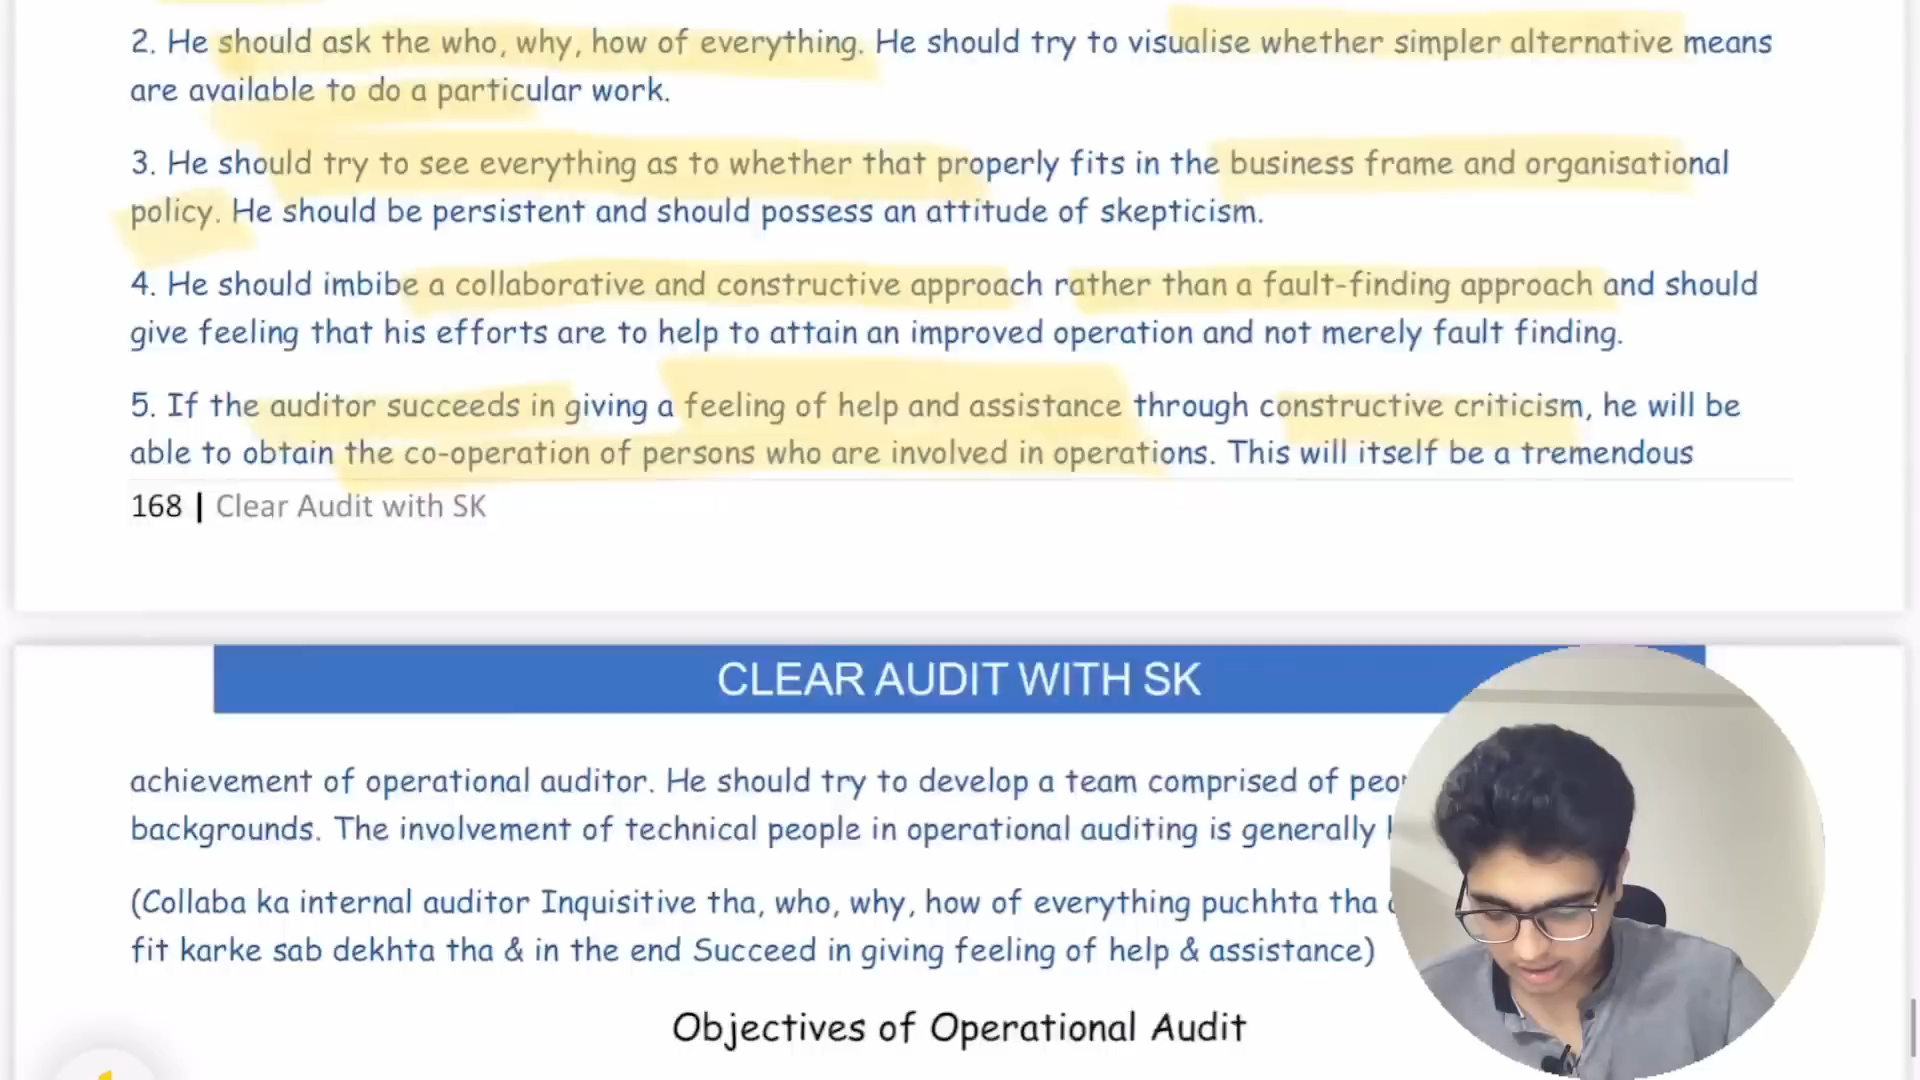 2. He should ask the who, why, how of everything. He should try to visualise whether simpler alternative means
are available to do a particular work.
3. He should try to see everything as to whether that properly fits in the business frame and organisational
policy. He should be persistent and should possess an attitude of skepticism.
4. He should imbibe a collaborative and constructive approach rather than a fault-finding approach and should
give feeling that his efforts are to help to attain an improved operation and not merely fault finding.
5. If the auditor succeeds in giving a feeling of help and assistance through constructive criticism, he will be
able to obtain the co-operation of persons who are involved in operations. This will itself be a tremendous
168 | Clear Audit with SK
CLEAR AUDIT WITH SK
achievement of operational auditor. He should try to develop a team comprised of
backgrounds. The involvement of technical people in operational auditing is generally
(Collaba ka internal auditor Inquisitive tha, who, why, how of everything puchhta tha
fit karke sab dekhta tha & in the end Succeed in giving feeling of help & assistance)
Objectives of Operational Audit